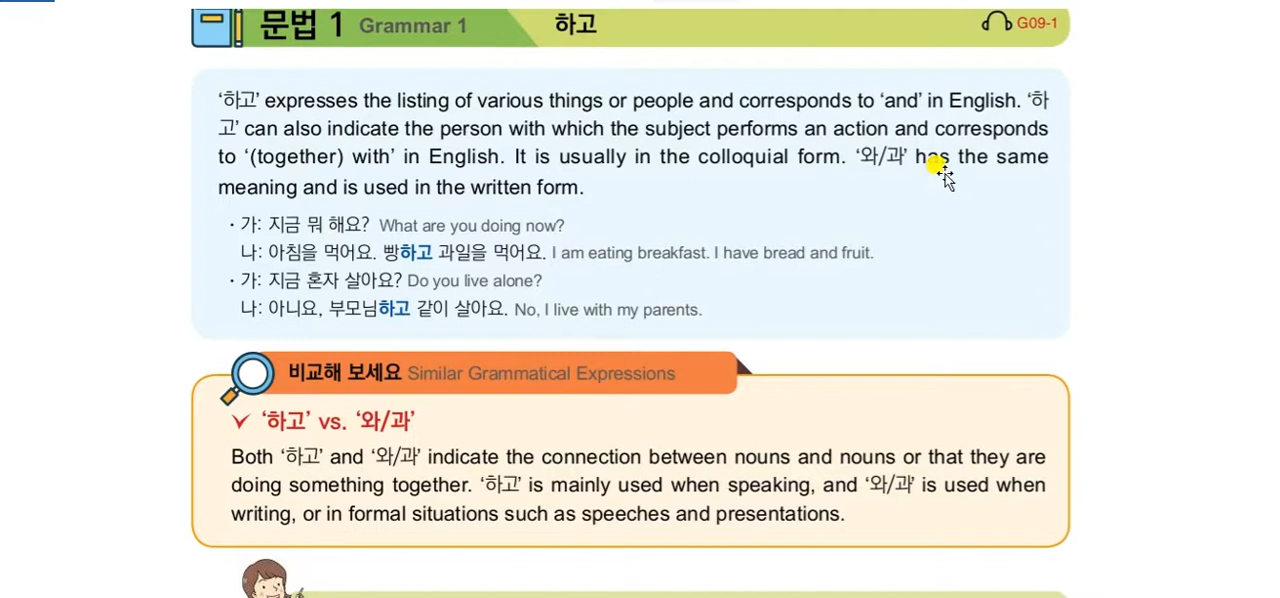 문법 1 Grammar 1 하고 G09-1
‘하고’ expresses the listing of various things or people and corresponds to ‘and’ in English. ‘하
고’ can also indicate the person with which the subject performs an action and corresponds
to ‘(together) with’ in English. It is usually in the colloquial form. ‘와/과’ has the same
meaning and is used in the written form.
· 가: 지금 뭐 해요? What are you doing now?
나: 아침을 먹어요. 빵하고 과일을 먹어요. I am eating breakfast. I have bread and fruit.
· 가: 지금 혼자 살아요? Do you live alone?
나: 아니요, 부모님하고 같이 살아요. No, I live with my parents.
비교해 보세요 Similar Grammatical Expressions
‘하고’ vs. ‘와/과’
Both ‘하고’ and ‘와/과’ indicate the connection between nouns and nouns or that they are
doing something together. ‘하고’ is mainly used when speaking, and ‘와/과’ is used when
writing, or in formal situations such as speeches and presentations.